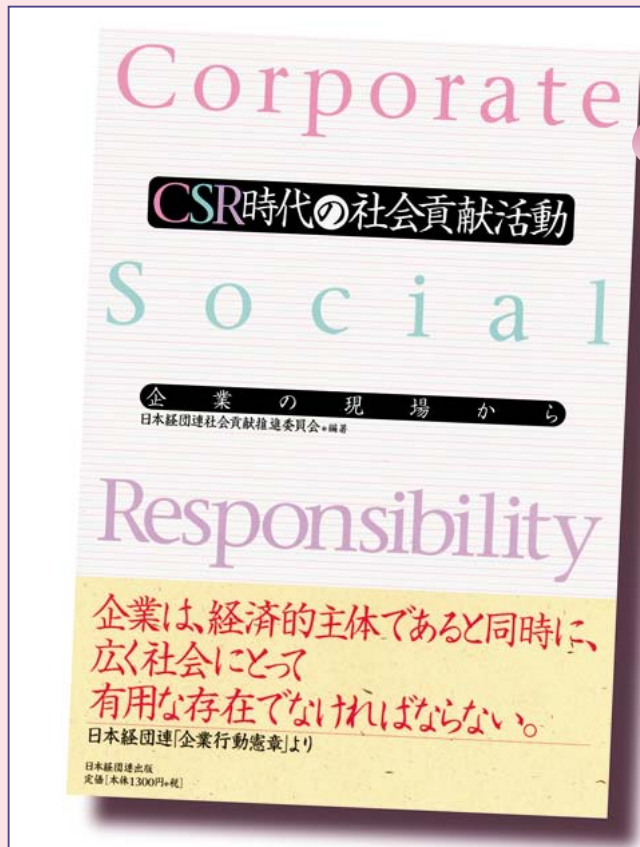 Corporate
CSR時代の社会貢献活動
Social
企業の現場から
日本経団連社会貢献推進委員会●編著
Responsibility
企業は、経済的主体であると同時に、
広く社会にとって
有用な存在でなければならない。
日本経団連「企業行動憲章」より
日本経団連出版
定価[本体1300円+税]